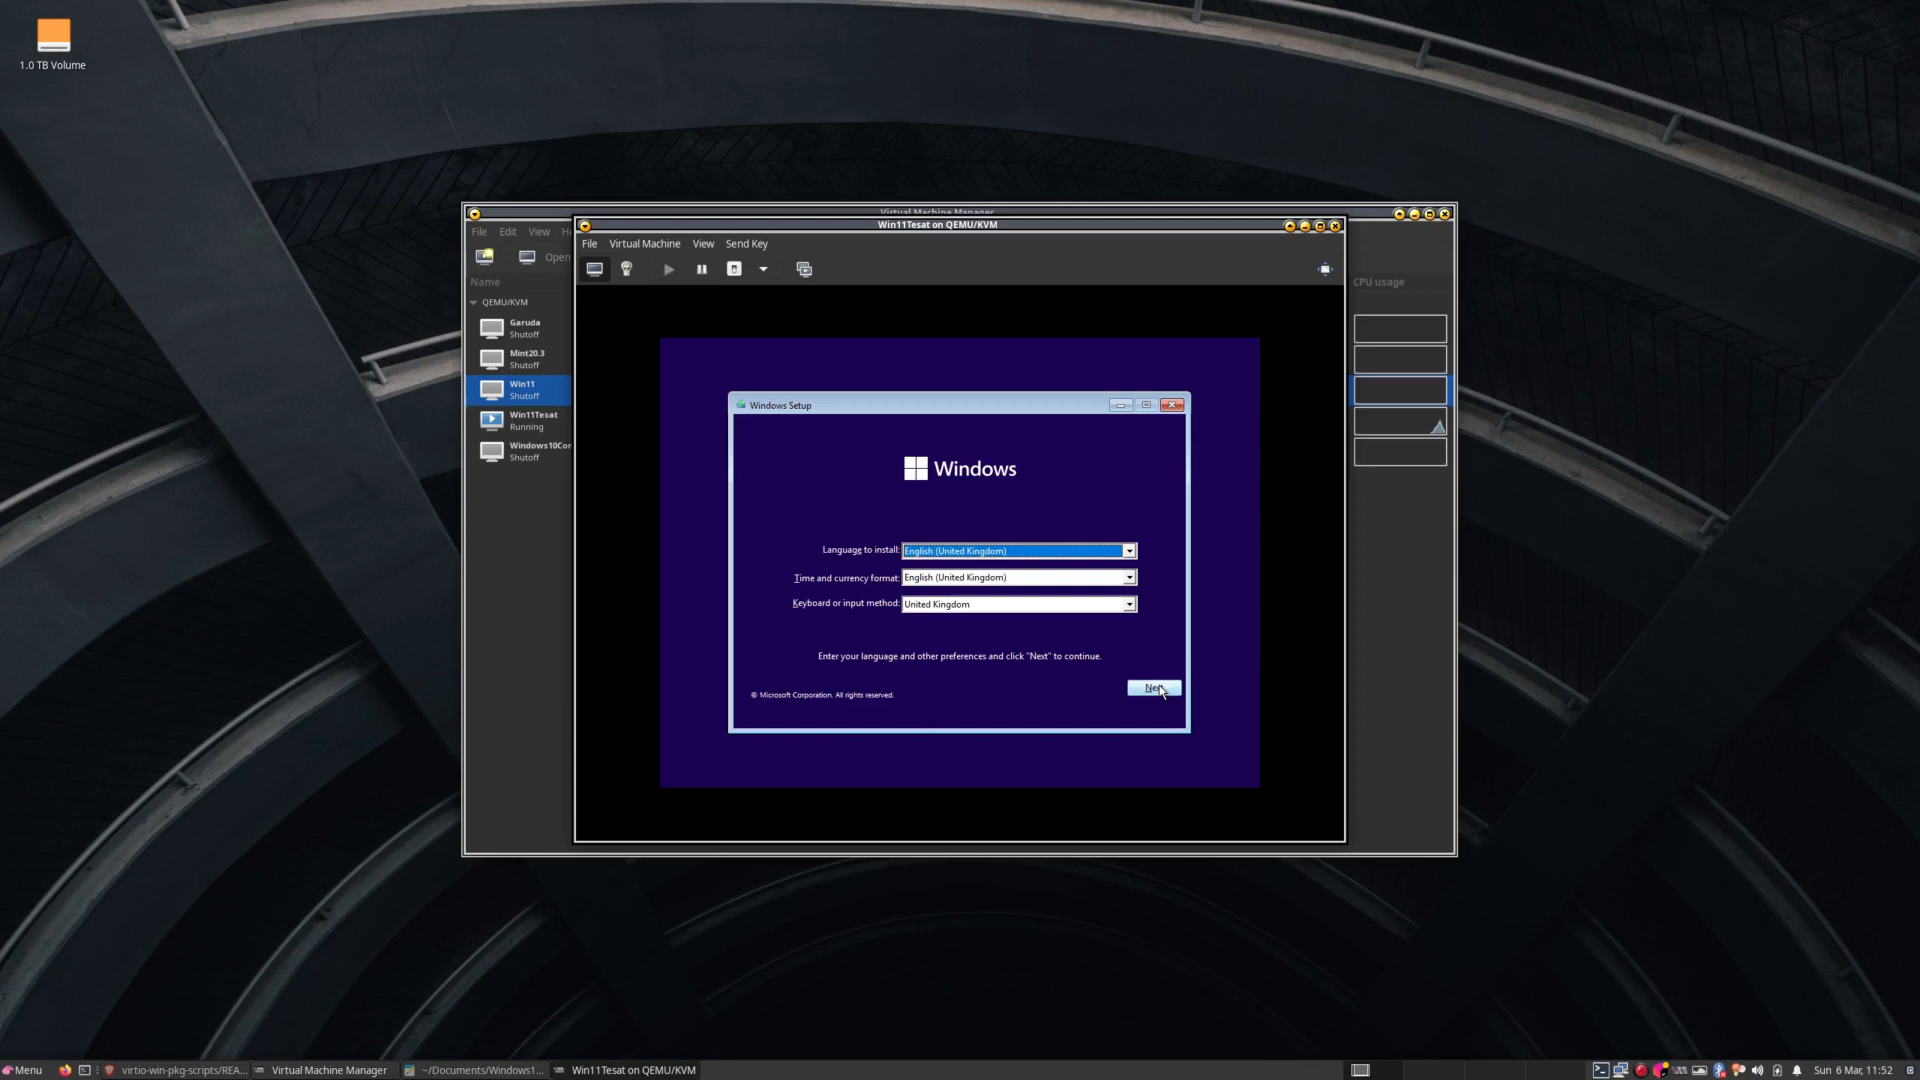 1.0 TB Volume
Virtual Machine Manager
Win11Tesat on QEMU/KVM
File Edit View
File Virtual Machine View Send Key
Open
Name
CPU usage
QEMU/KVM
Garuda
Shutoff
Mint20.3
Shutoff
Win11
Shutoff
Win11Tesat
Running
Windows10Cor
Shutoff
Windows Setup
Windows
Language to install: English (United Kingdom)
Time and currency format: English (United Kingdom)
Keyboard or input method: United Kingdom
Enter your language and other preferences and click "Next" to continue.
© Microsoft Corporation. All rights reserved.
Menu virtio-win-pkg-scripts/REA... Virtual Machine Manager ~/Documents/Windows1... Win11Tesat on QEMU/KVM Sun 6 Mar, 11:52